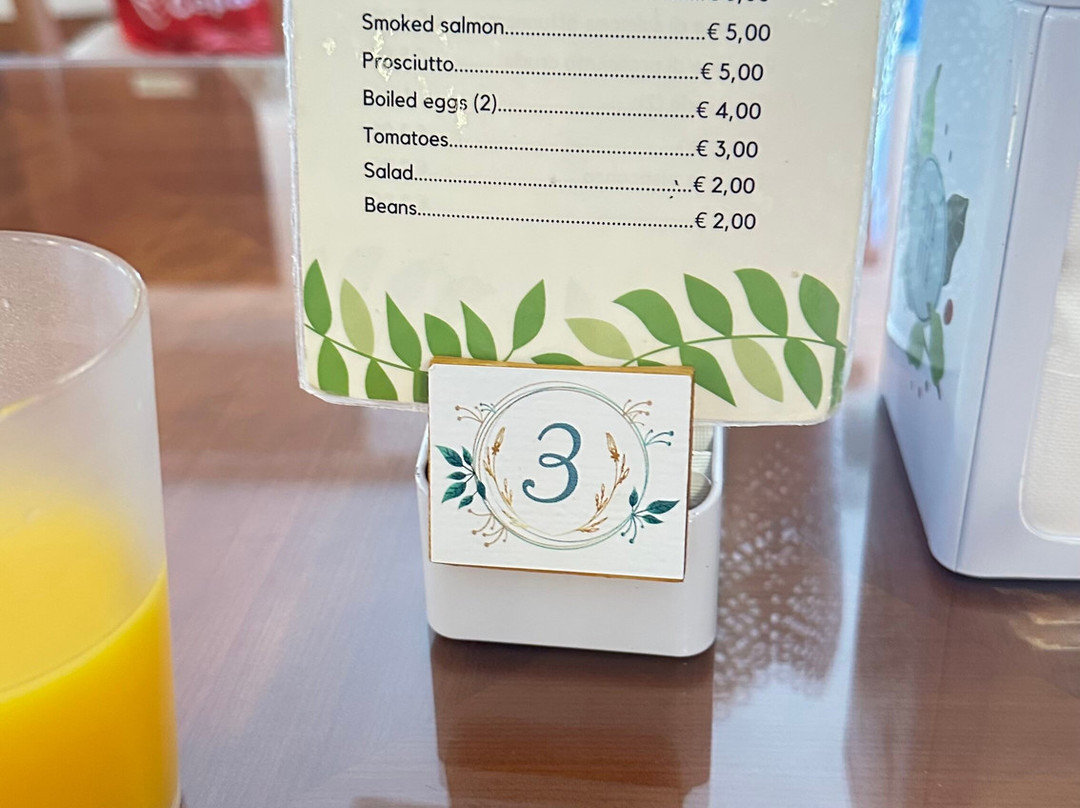 Smoked salmon..................................€ 5,00
Prosciutto.........................................€ 5,00
Boiled eggs (2).................................€ 4,00
Tomatoes.........................................€ 3,00
Salad..............................................€ 2,00
Beans..............................................€ 2,00
3